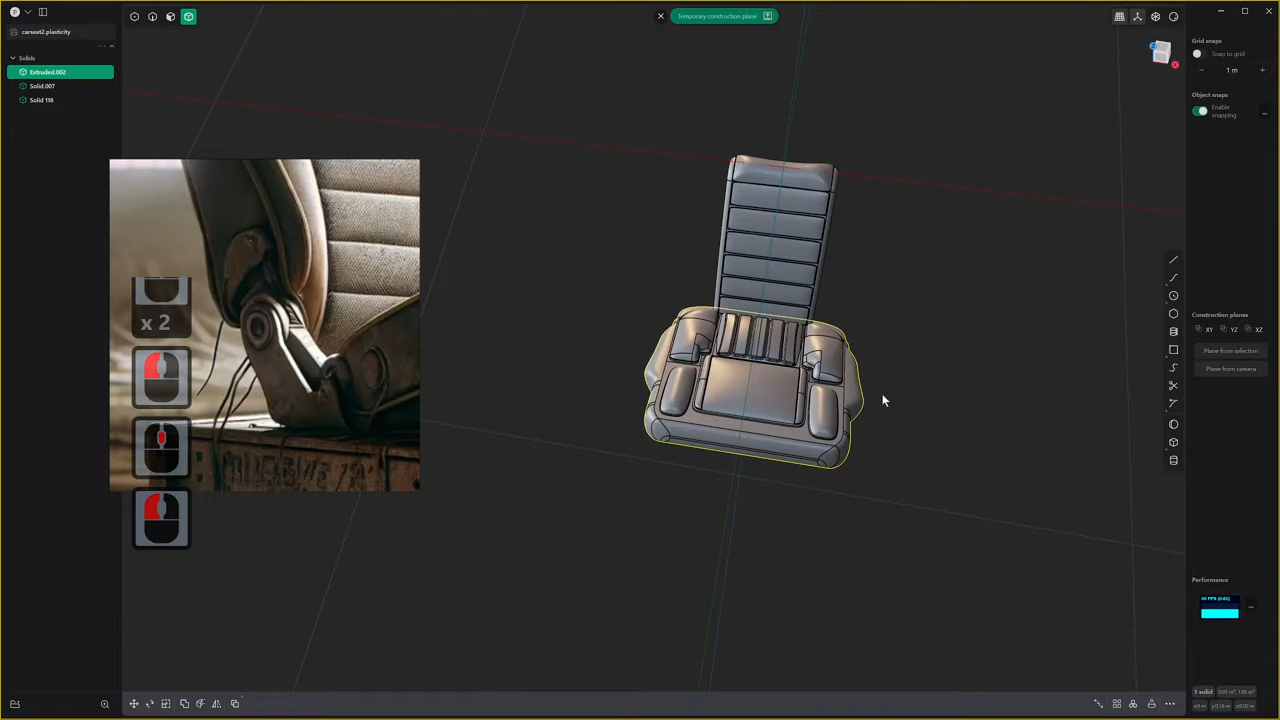 P
Temporary construction plane
carseat2.plasticity
Solids
Extruded.002
Solid.007
Solid 118
x 2
Grid snaps
Snap to grid
1 m
Object snaps
Enable
snapping
Construction planes
XY
YZ
XZ
Plane from selection
Plane from camera
Performance
1 solid